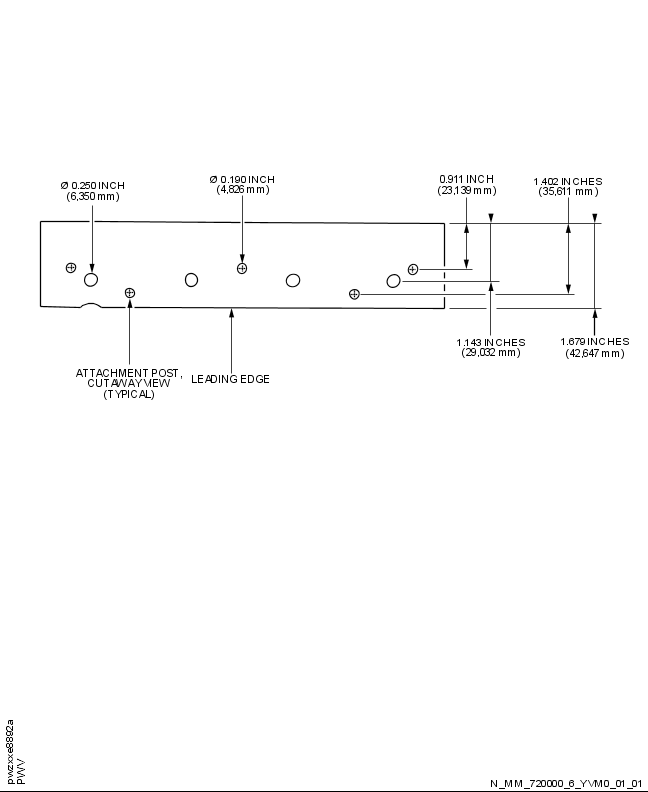 Ø 0.250 INCH
(6,350 mm)
Ø 0.190 INCH
(4,826 mm)
0.911 INCH
(23,139 mm)
1.402 INCHES
(35,611 mm)
1.143 INCHES
(29,032 mm)
1.679 INCHES
(42,647 mm)
ATTACHMENT POST,
CUTAWAY VIEW
(TYPICAL)
LEADING EDGE
pwzxxe8892a
PWV
N_MM_720000_6_YVM0_01_01